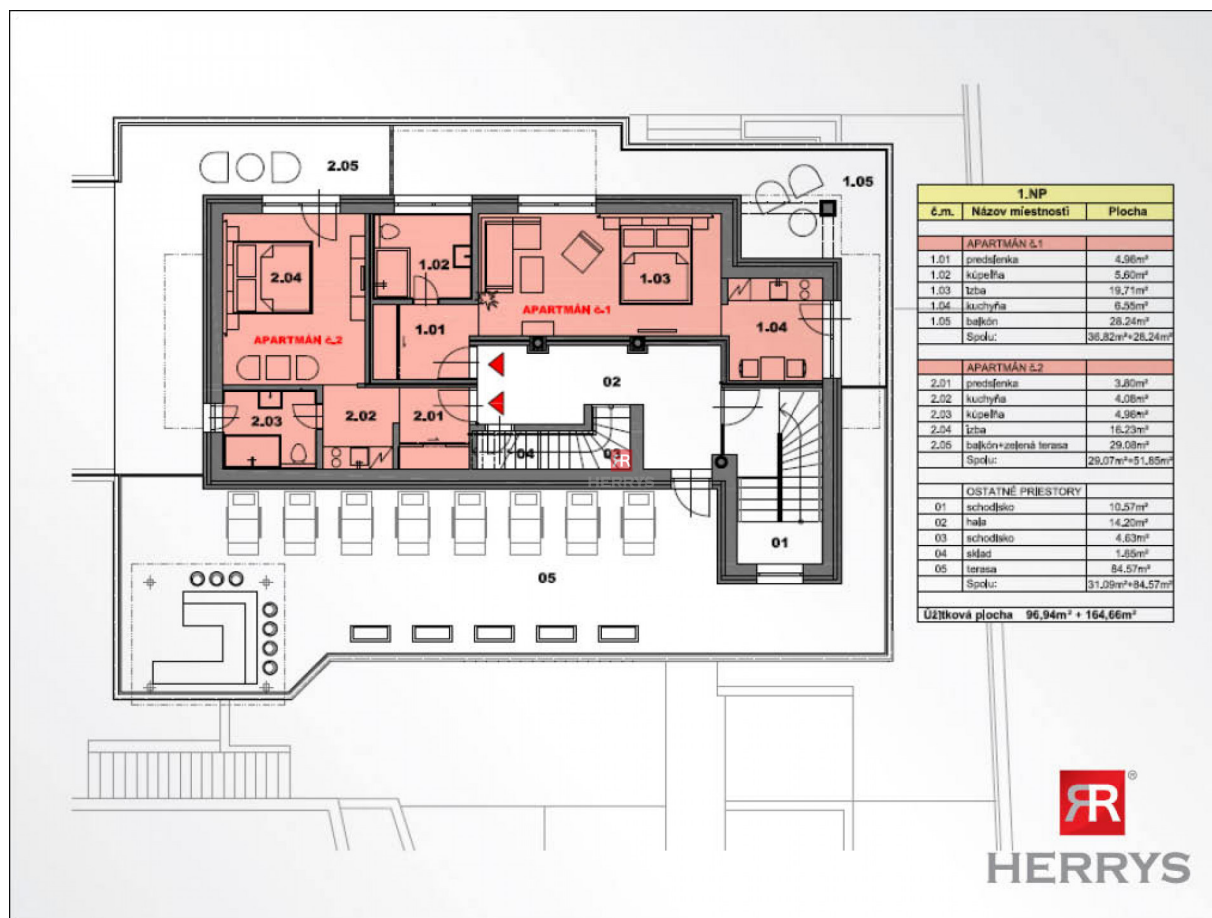 2.05
1.05
2.04
1.02
1.03
1.01
1.04
APARTMÁN č.1
APARTMÁN č.2
02
2.03
2.02
2.01
04
03
RR
HERRYS
01
05
1.NP
č.m. Názov miestnosti Plocha
APARTMÁN č.1
1.01 predsienka 4.96m²
1.02 kúpeľňa 5.60m²
1.03 izba 19.71m²
1.04 kuchyňa 6.55m²
1.05 balkón 28.24m²
Spolu: 36.82m²+28.24m²
APARTMÁN č.2
2.01 predsienka 3.80m²
2.02 kuchyňa 4.08m²
2.03 kúpeľňa 4.96m²
2.04 izba 16.23m²
2.05 balkón+zelená terasa 29.08m²
Spolu: 29.07m²+51.85m²
OSTATNÉ PRIESTORY
01 schodisko 10.57m²
02 hala 14.20m²
03 schodisko 4.63m²
04 sklad 1.65m²
05 terasa 84.57m²
Spolu: 31.09m²+84.57m²
Úžitková plocha 96,94m² + 164,66m²
RR®
HERRYS